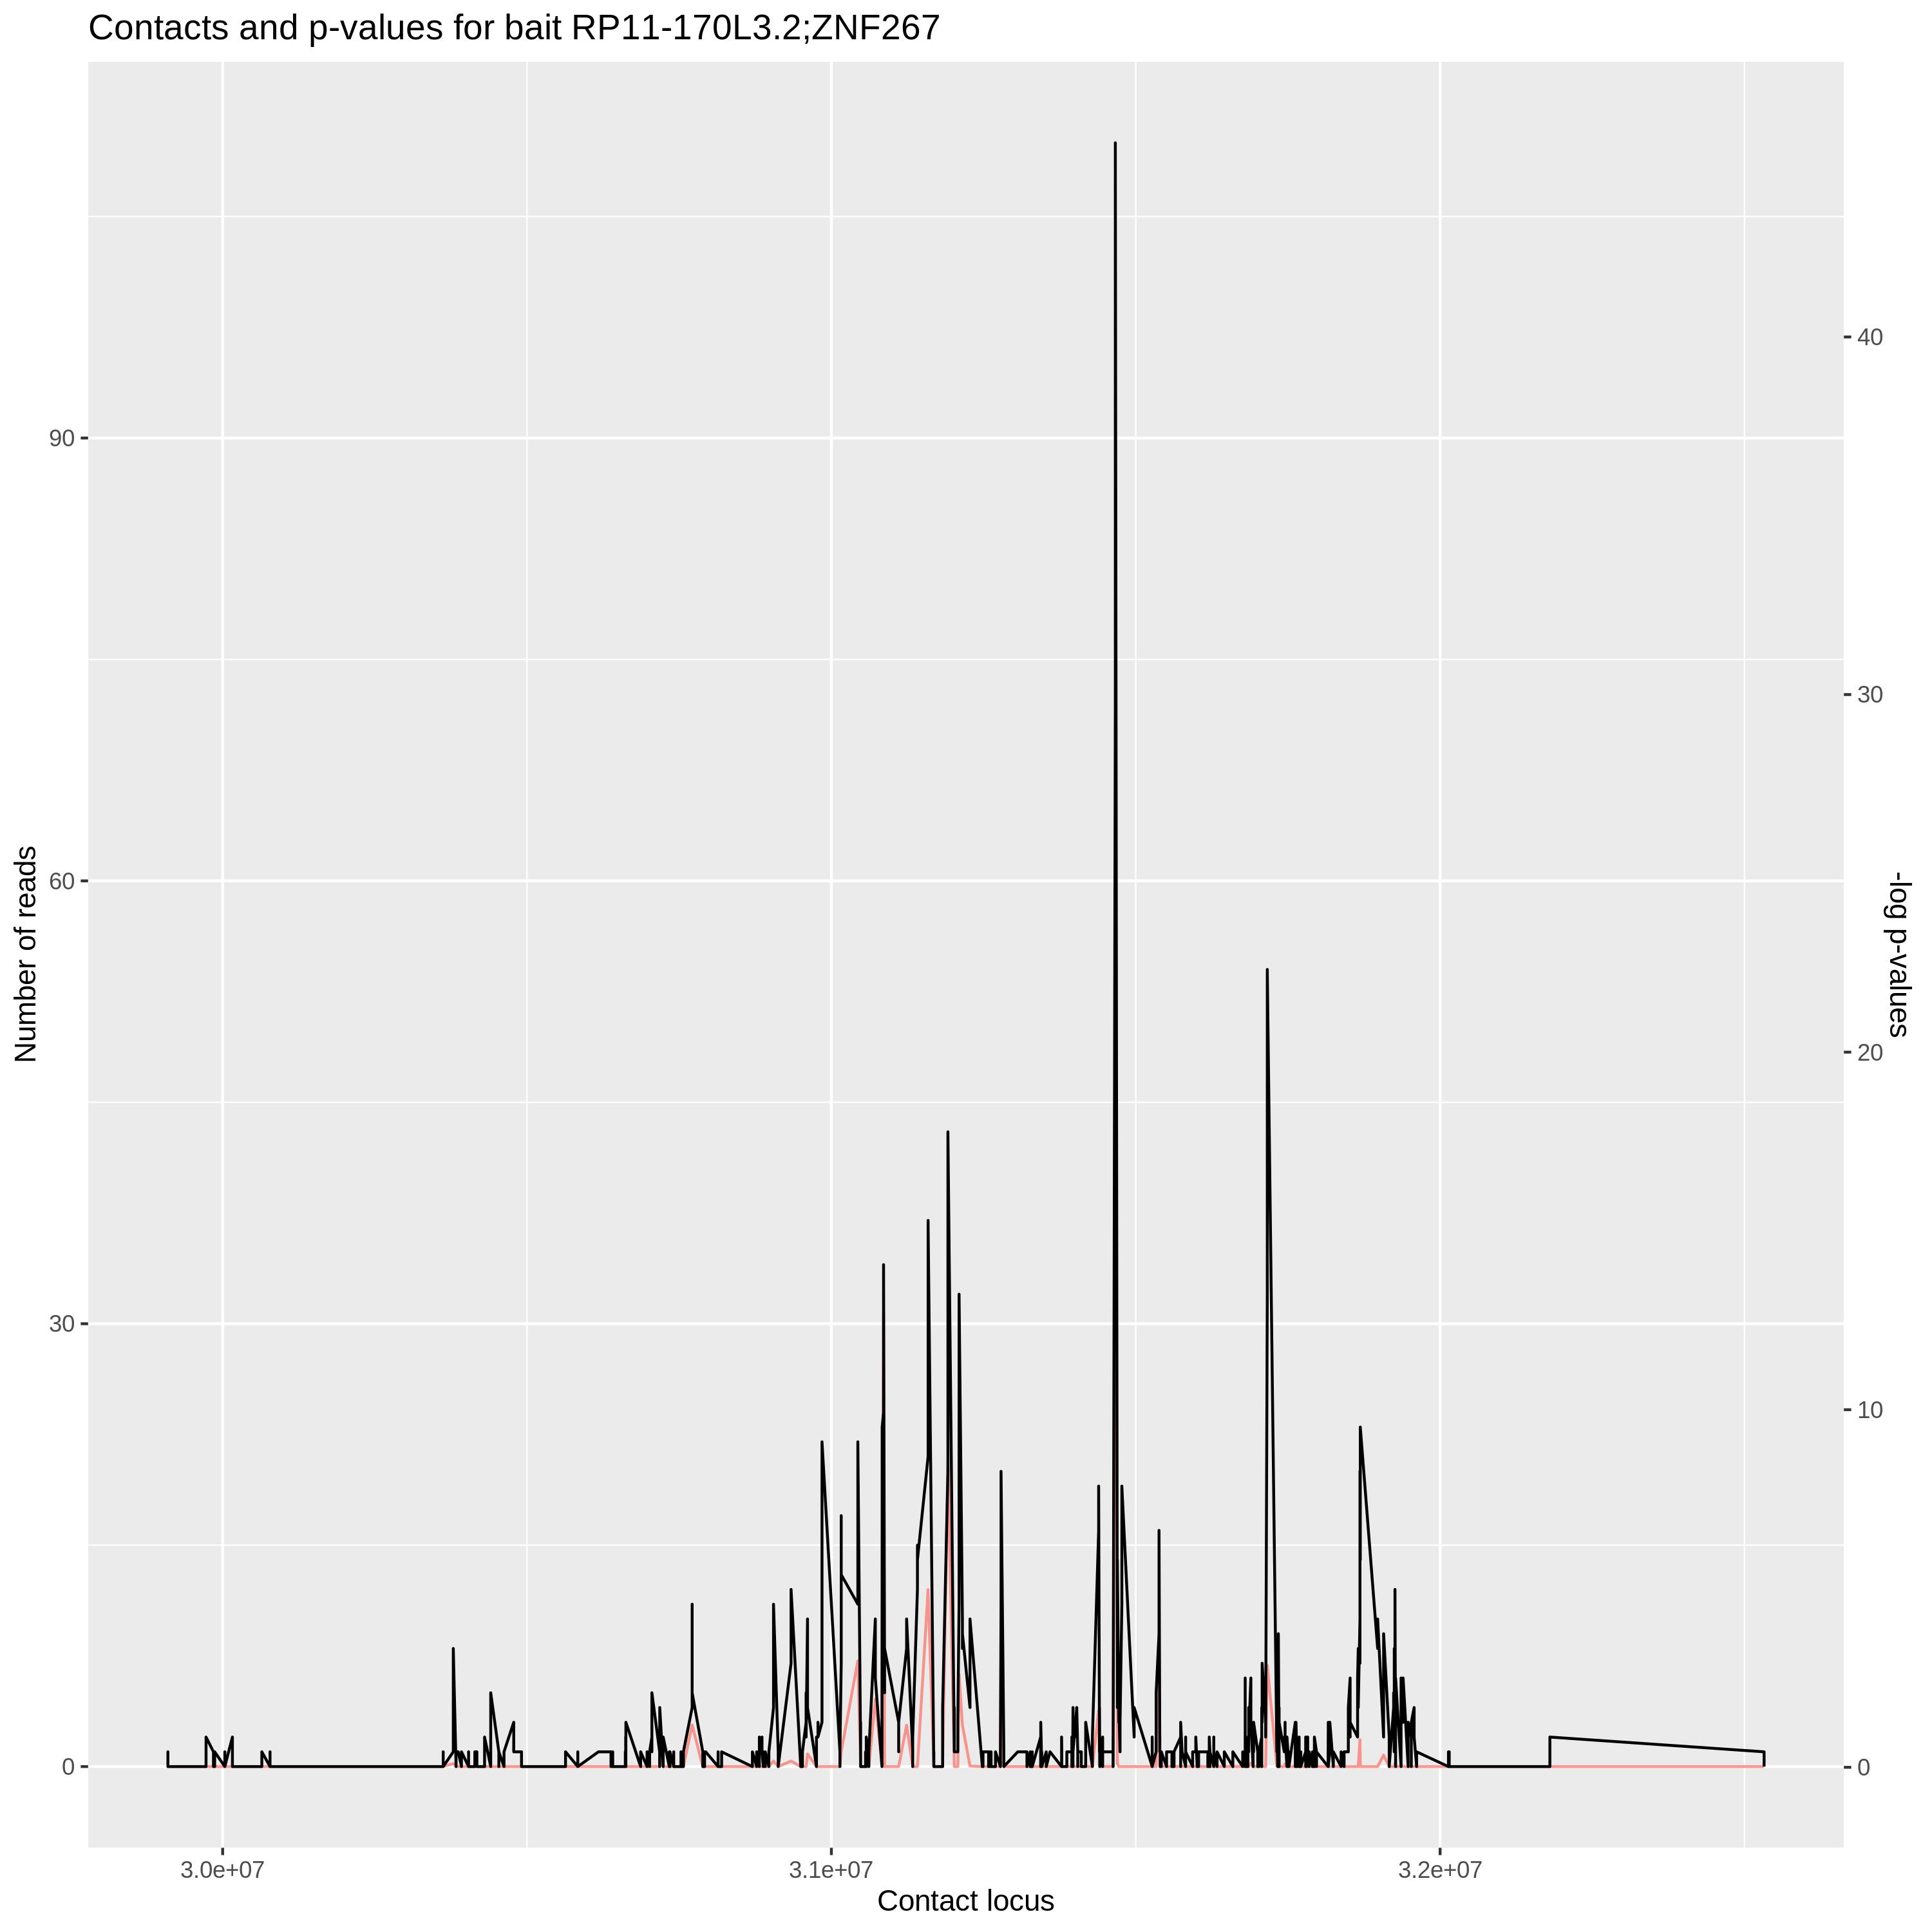 Contacts and p-values for bait RP11-170L3.2;ZNF267
90
60
30
0
Number of reads
40
30
20
10
0
-log p-values
3.0e+07
3.1e+07
3.2e+07
Contact locus